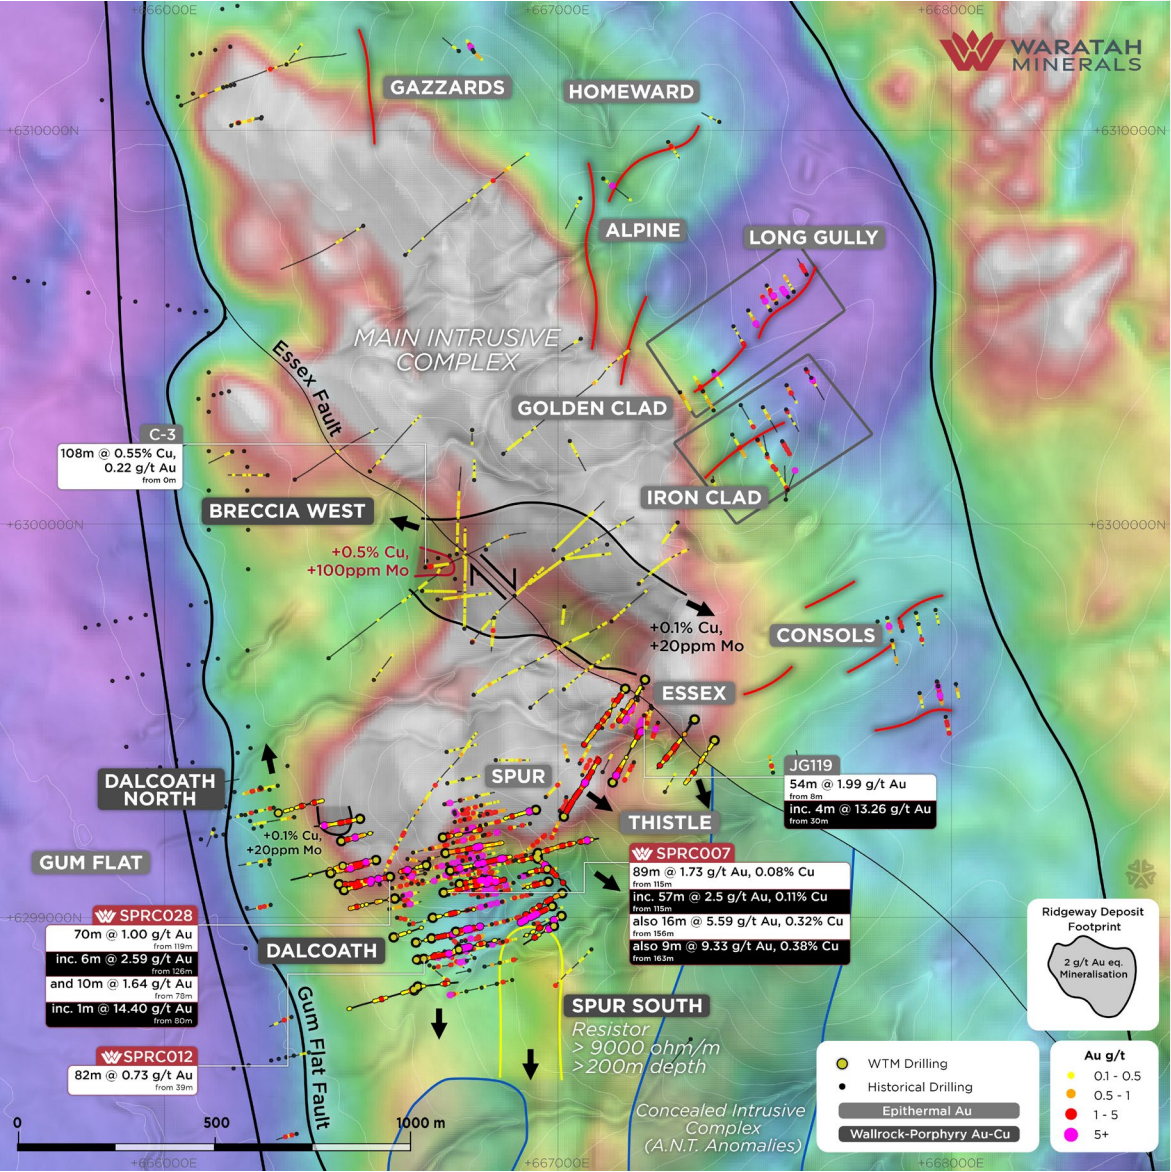 +666000E
+667000E
+668000E
WARATAH
MINERALS
GAZZARDS
HOMEWARD
+6310000N
+6310000N
ALPINE
LONG GULLY
MAIN INTRUSIVE
COMPLEX
Essex Fault
GOLDEN CLAD
C-3
108m @ 0.55% Cu,
0.22 g/t Au
from 0m
IRON CLAD
BRECCIA WEST
+6300000N
+6300000N
+0.5% Cu,
+100ppm Mo
+0.1% Cu,
+20ppm Mo
CONSOLS
ESSEX
JG119
54m @ 1.99 g/t Au
from 8m
inc. 4m @ 13.26 g/t Au
from 30m
SPUR
DALCOATH
NORTH
THISTLE
+0.1% Cu,
+20ppm Mo
GUM FLAT
SPRC007
89m @ 1.73 g/t Au, 0.08% Cu
from 115m
inc. 57m @ 2.5 g/t Au, 0.11% Cu
from 115m
also 16m @ 5.59 g/t Au, 0.32% Cu
from 156m
also 9m @ 9.33 g/t Au, 0.38% Cu
from 163m
+6299000N
SPRC028
70m @ 1.00 g/t Au
from 119m
inc. 6m @ 2.59 g/t Au
from 126m
and 10m @ 1.64 g/t Au
from 78m
inc. 1m @ 14.40 g/t Au
from 80m
DALCOATH
Ridgeway Deposit
Footprint
2 g/t Au eq.
Mineralisation
Gum Flat Fault
SPUR SOUTH
Resistor
> 9000 ohm/m
>200m depth
SPRC012
82m @ 0.73 g/t Au
from 39m
Concealed Intrusive
Complex
(A.N.T. Anomalies)
WTM Drilling
Historical Drilling
Epithermal Au
Wallrock-Porphyry Au-Cu
Au g/t
0.1 - 0.5
0.5 - 1
1 - 5
5+
0
500
1000 m
+666000E
+667000E
+668000E